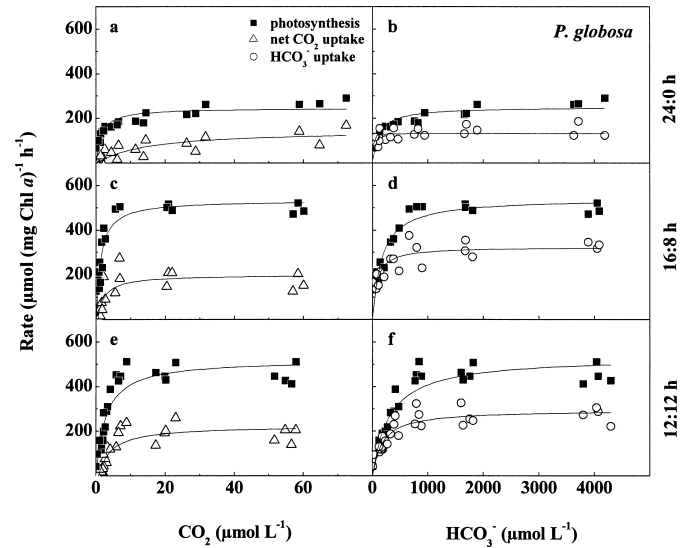 a
■ photosynthesis
△ net CO₂ uptake
○ HCO₃⁻ uptake
b
P. globosa
24:0 h
c
d
16:8 h
e
f
12:12 h
600
400
200
0
600
400
200
0
600
400
200
0
Rate (µmol (mg Chl a)⁻¹ h⁻¹)
0 20 40 60
0 1000 2000 3000 4000
CO₂ (µmol L⁻¹)
HCO₃⁻ (µmol L⁻¹)